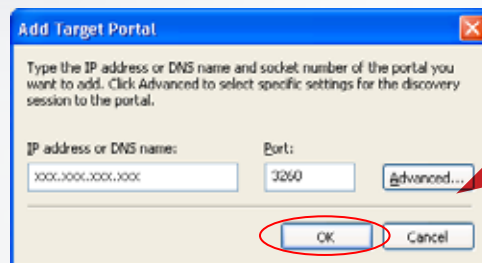 Add Target Portal
Type the IP address or DNS name and socket number of the portal you
want to add. Click Advanced to select specific settings for the discovery
session to the portal.
IP address or DNS name: Port:
xxx.xxx.xxx.xxx 3260 Advanced...
OK Cancel